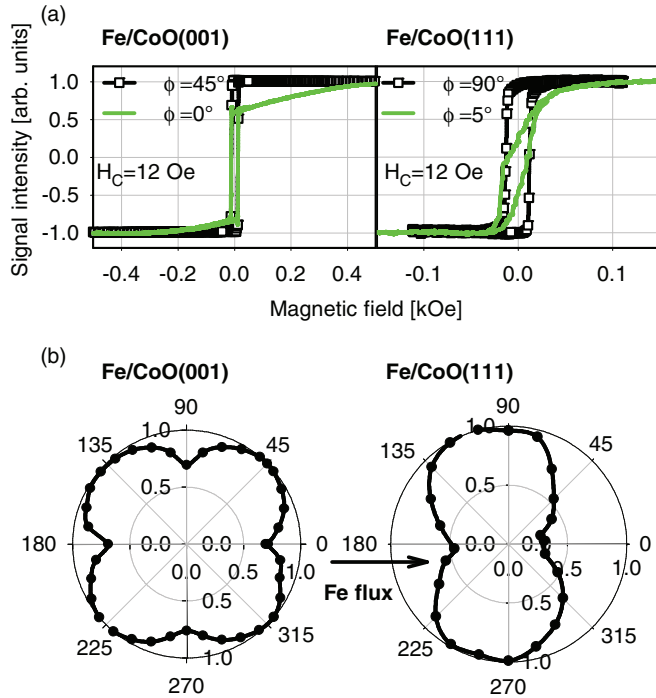 (a)
Fe/CoO(001) Fe/CoO(111)
Signal intensity [arb. units]
1.0
0.5
0.0
-0.5
-1.0
ϕ=45°
ϕ=0°
H_C=12 Oe
ϕ=90°
ϕ=5°
H_C=12 Oe
-0.4 -0.2 0.0 0.2 0.4 -0.1 0.0 0.1
Magnetic field [kOe]
(b)
Fe/CoO(001) Fe/CoO(111)
90
1.0
135 45
0.5
180 0.0 0.0 0
0.0 1.0
0.5
0.5
225 315
1.0
270
Fe flux
90
1.0
135 45
0.5
180 0.0 0
0.0 0.5 1.0
0.5
225 315
1.0
270